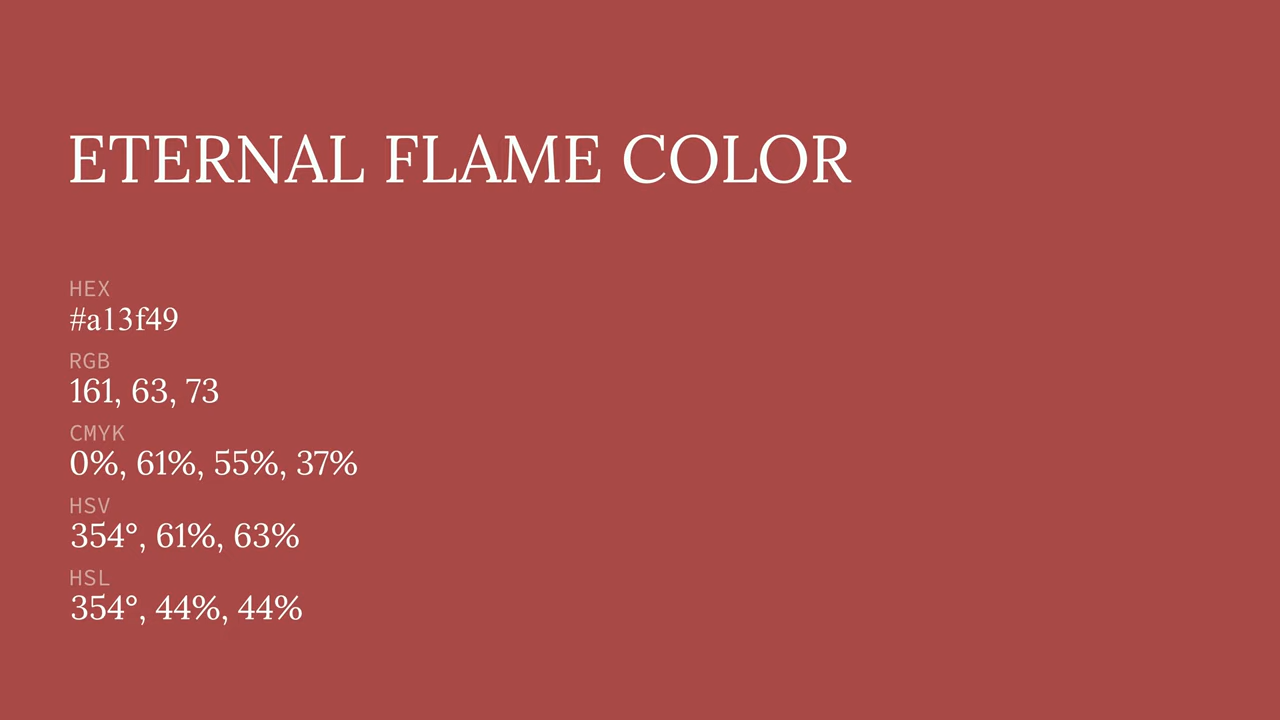 ETERNAL FLAME COLOR
HEX
#a13f49
RGB
161, 63, 73
CMYK
0%, 61%, 55%, 37%
HSV
354°, 61%, 63%
HSL
354°, 44%, 44%